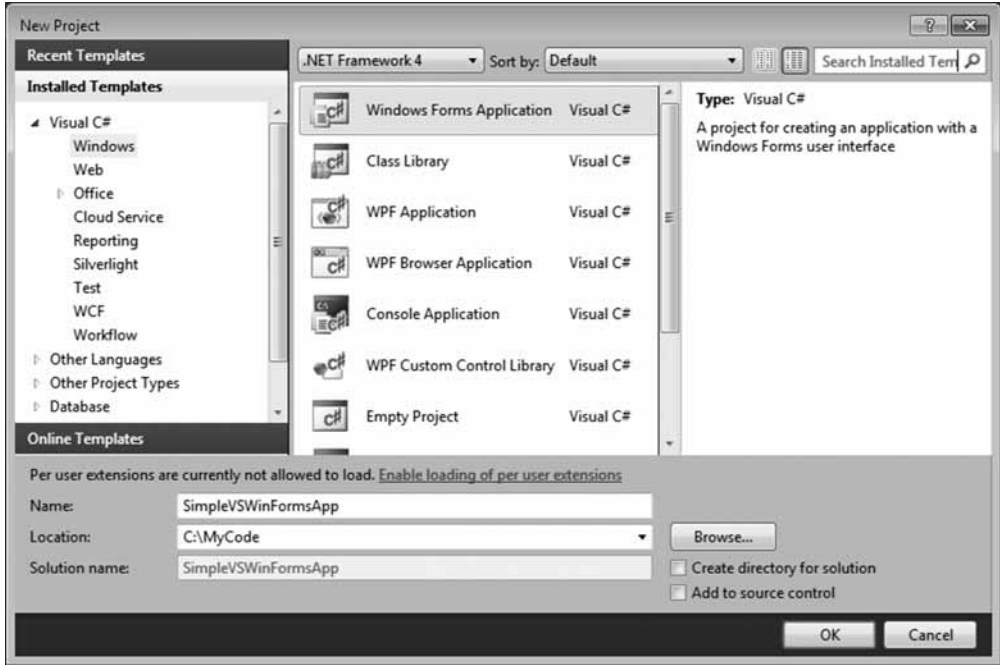 New Project
Recent Templates
.NET Framework 4
Sort by: Default
Search Installed Tem
Installed Templates
Visual C#
Windows
Web
Office
Cloud Service
Reporting
Silverlight
Test
WCF
Workflow
Other Languages
Other Project Types
Database
Online Templates
Windows Forms Application Visual C#
Class Library Visual C#
WPF Application Visual C#
WPF Browser Application Visual C#
Console Application Visual C#
WPF Custom Control Library Visual C#
Empty Project Visual C#
Type: Visual C#
A project for creating an application with a
Windows Forms user interface
Per user extensions are currently not allowed to load. Enable loading of per user extensions
Name: SimpleVSWinFormsApp
Location: C:\MyCode
Browse...
Solution name: SimpleVSWinFormsApp
Create directory for solution
Add to source control
OK
Cancel